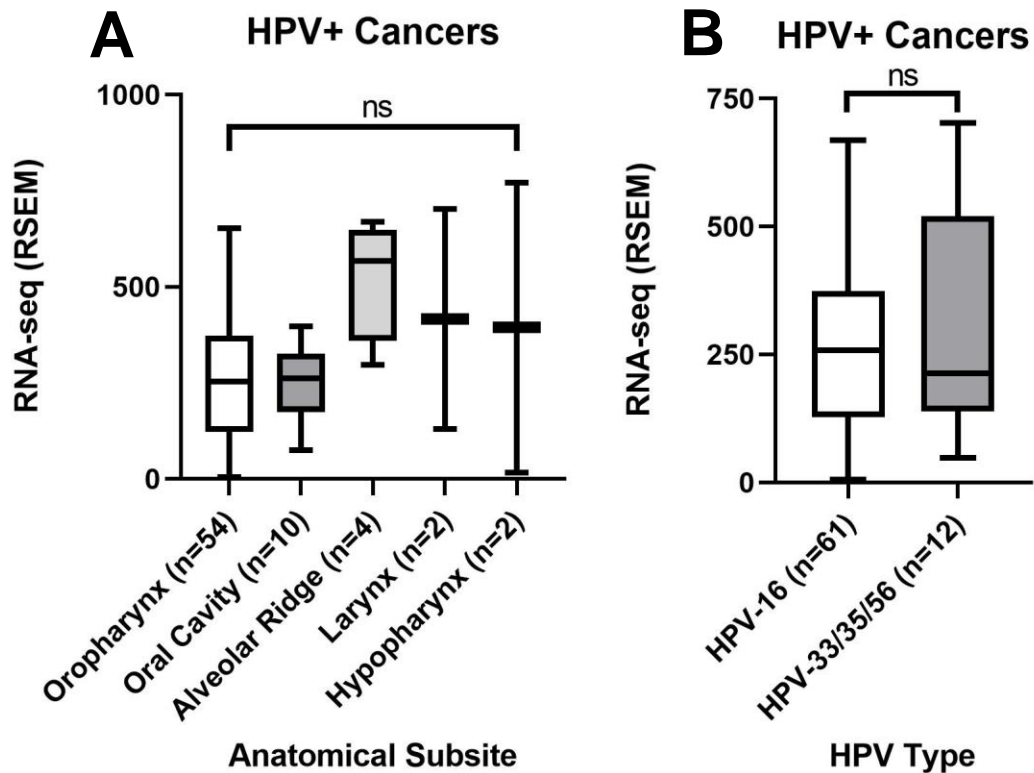 A
HPV+ Cancers
RNA-seq (RSEM)
1000
500
0
ns
Oropharynx (n=54)
Oral Cavity (n=10)
Alveolar Ridge (n=4)
Larynx (n=2)
Hypopharynx (n=2)
Anatomical Subsite
B
HPV+ Cancers
RNA-seq (RSEM)
750
500
250
0
ns
HPV-16 (n=61)
HPV-33/35/56 (n=12)
HPV Type